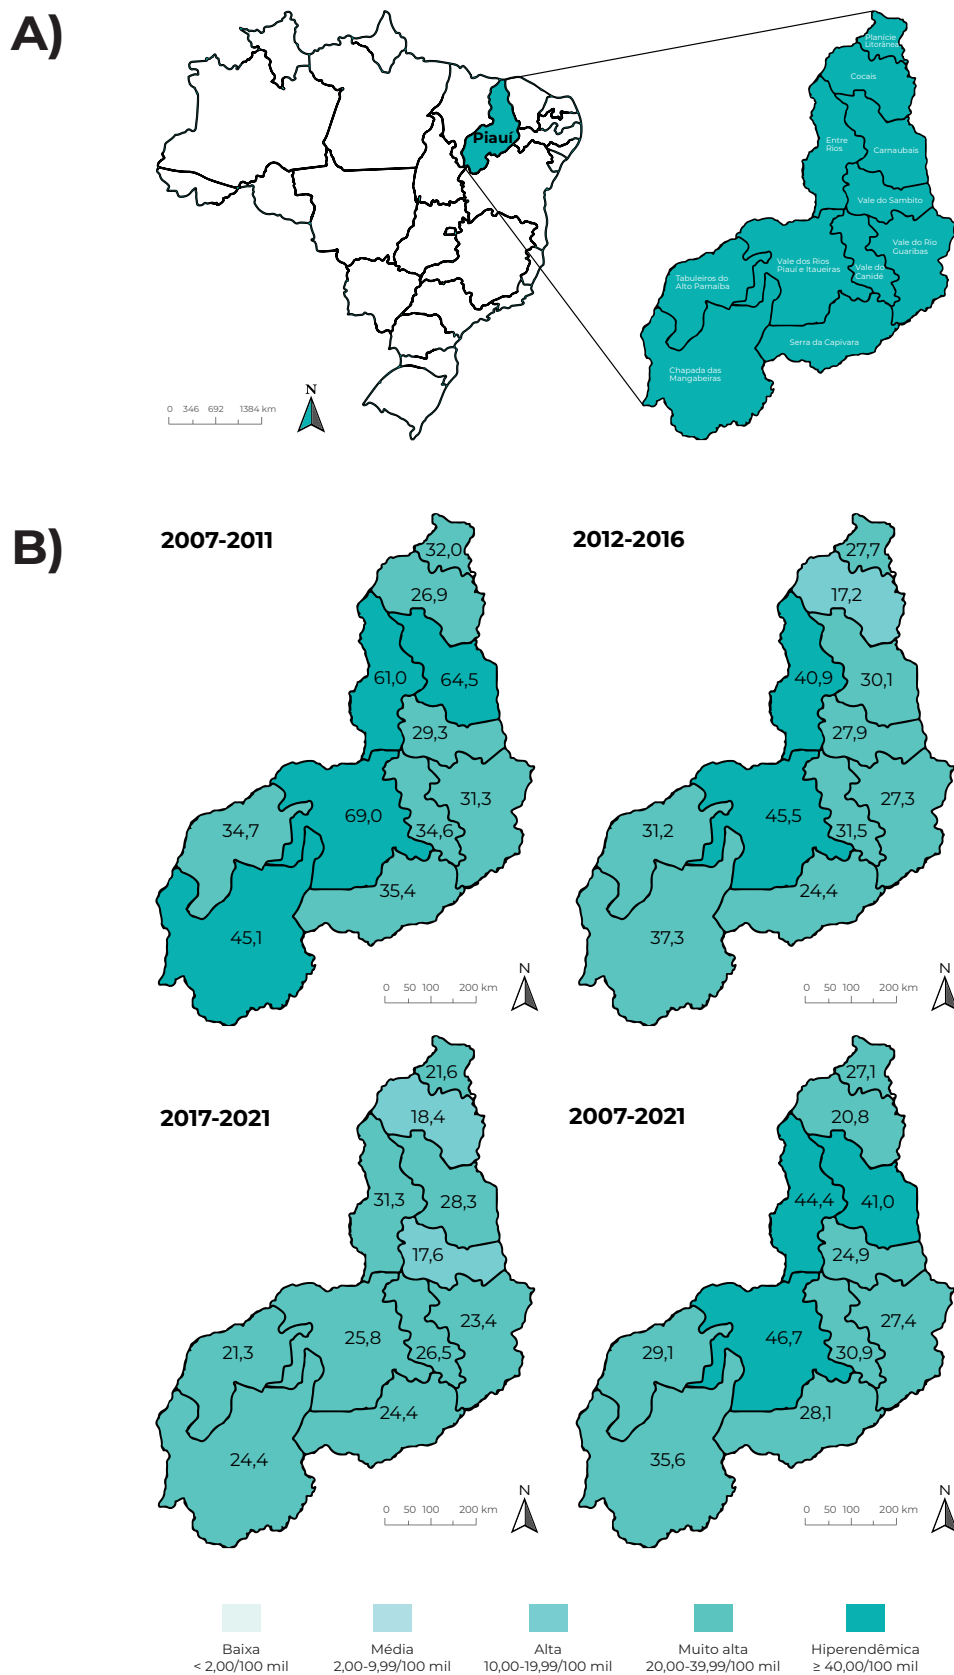 A)
Piauí
N
0 346 692 1384 km
Planície
Litorânea
Cocais
Entre
Rios
Carnaubais
Vale do Sambito
Vale do Rio
Guaribas
Vale do
Canidé
Vale dos Rios
Piauí e Itaueiras
Tabuleiros do
Alto Parnaíba
Serra da Capivara
Chapada das
Mangabeiras
B)
2007-2011
32,0
26,9
61,0
64,5
29,3
31,3
69,0
34,7
34,6
35,4
45,1
N
0 50 100 200 km
2012-2016
27,7
17,2
40,9
30,1
27,9
27,3
45,5
31,2
31,5
24,4
37,3
N
0 50 100 200 km
2017-2021
21,6
18,4
31,3
28,3
17,6
23,4
25,8
21,3
26,5
24,4
24,4
N
0 50 100 200 km
2007-2021
27,1
20,8
44,4
41,0
24,9
27,4
46,7
29,1
30,9
28,1
35,6
N
0 50 100 200 km
Baixa
< 2,00/100 mil
Média
2,00-9,99/100 mil
Alta
10,00-19,99/100 mil
Muito alta
20,00-39,99/100 mil
Hiperendêmica
≥ 40,00/100 mil